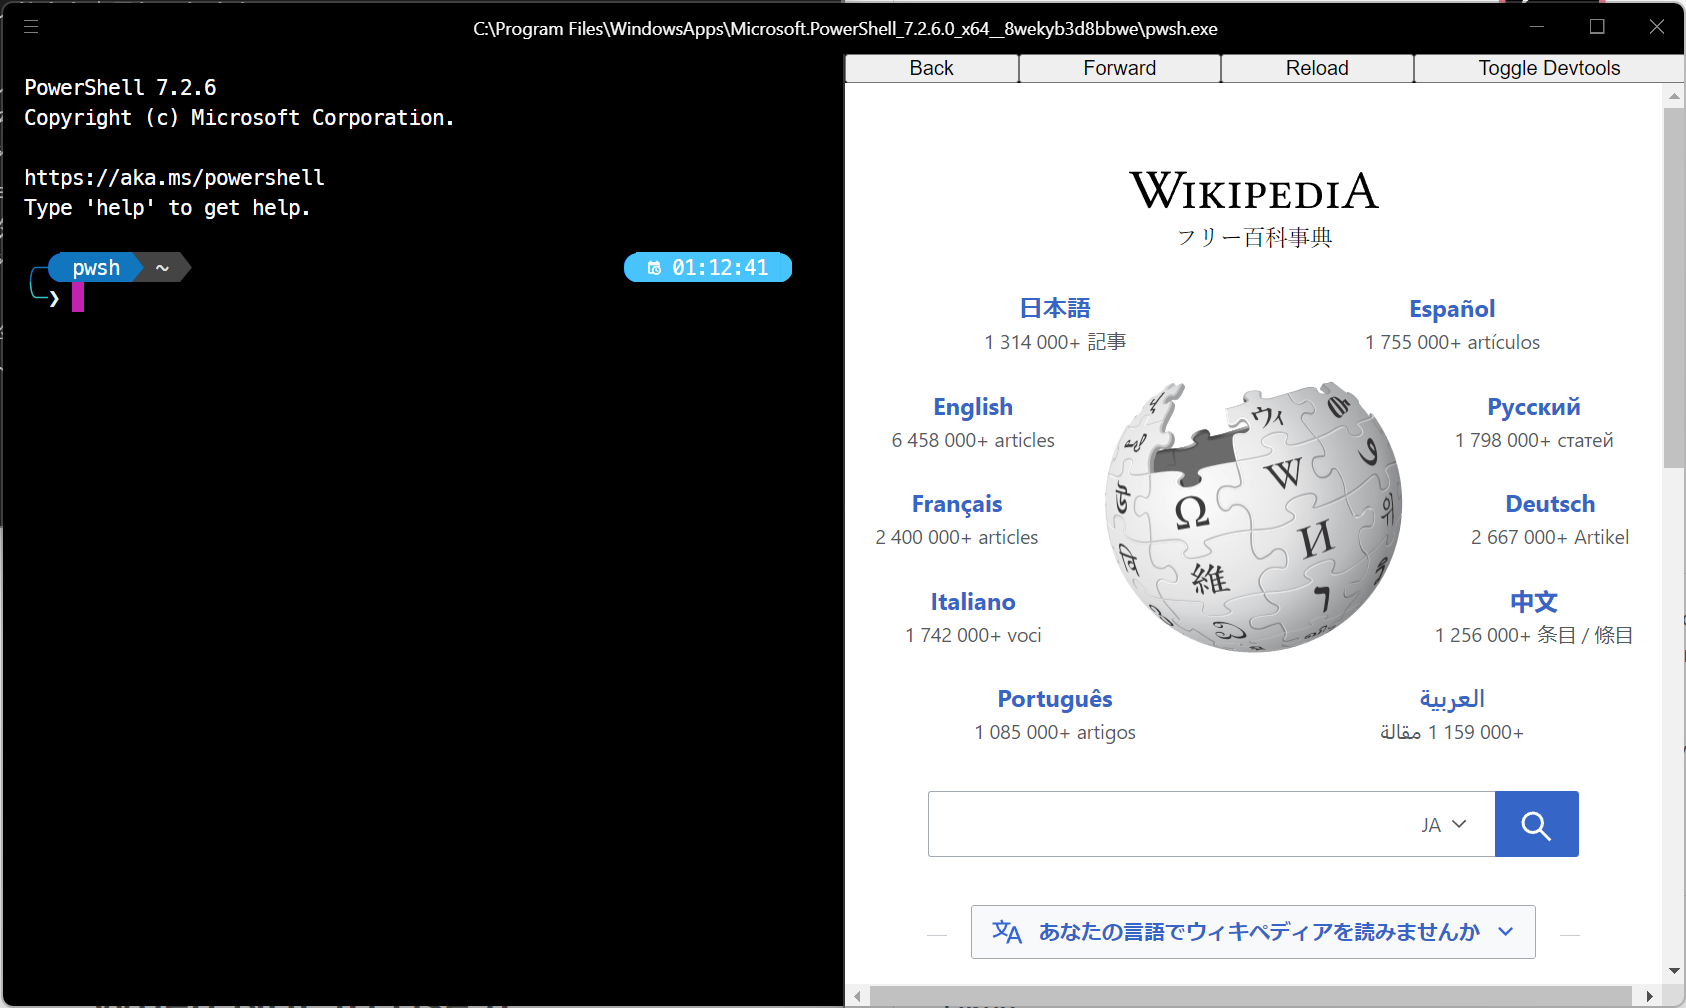 C:\Program Files\WindowsApps\Microsoft.PowerShell_7.2.6.0_x64__8wekyb3d8bbwe\pwsh.exe
PowerShell 7.2.6
Copyright (c) Microsoft Corporation.
https://aka.ms/powershell
Type 'help' to get help.
pwsh ~ 01:12:41
❯
Back Forward Reload Toggle Devtools
WIKIPEDIA
フリー百科事典
日本語
1 314 000+ 記事
Español
1 755 000+ artículos
English
6 458 000+ articles
Русский
1 798 000+ статей
Français
2 400 000+ articles
Deutsch
2 667 000+ Artikel
Italiano
1 742 000+ voci
中文
1 256 000+ 条目 / 條目
Português
1 085 000+ artigos
العربية
1 159 000+ مقالة
Ω
W
И
維
ウィ
JA
文A あなたの言語でウィキペディアを読みませんか